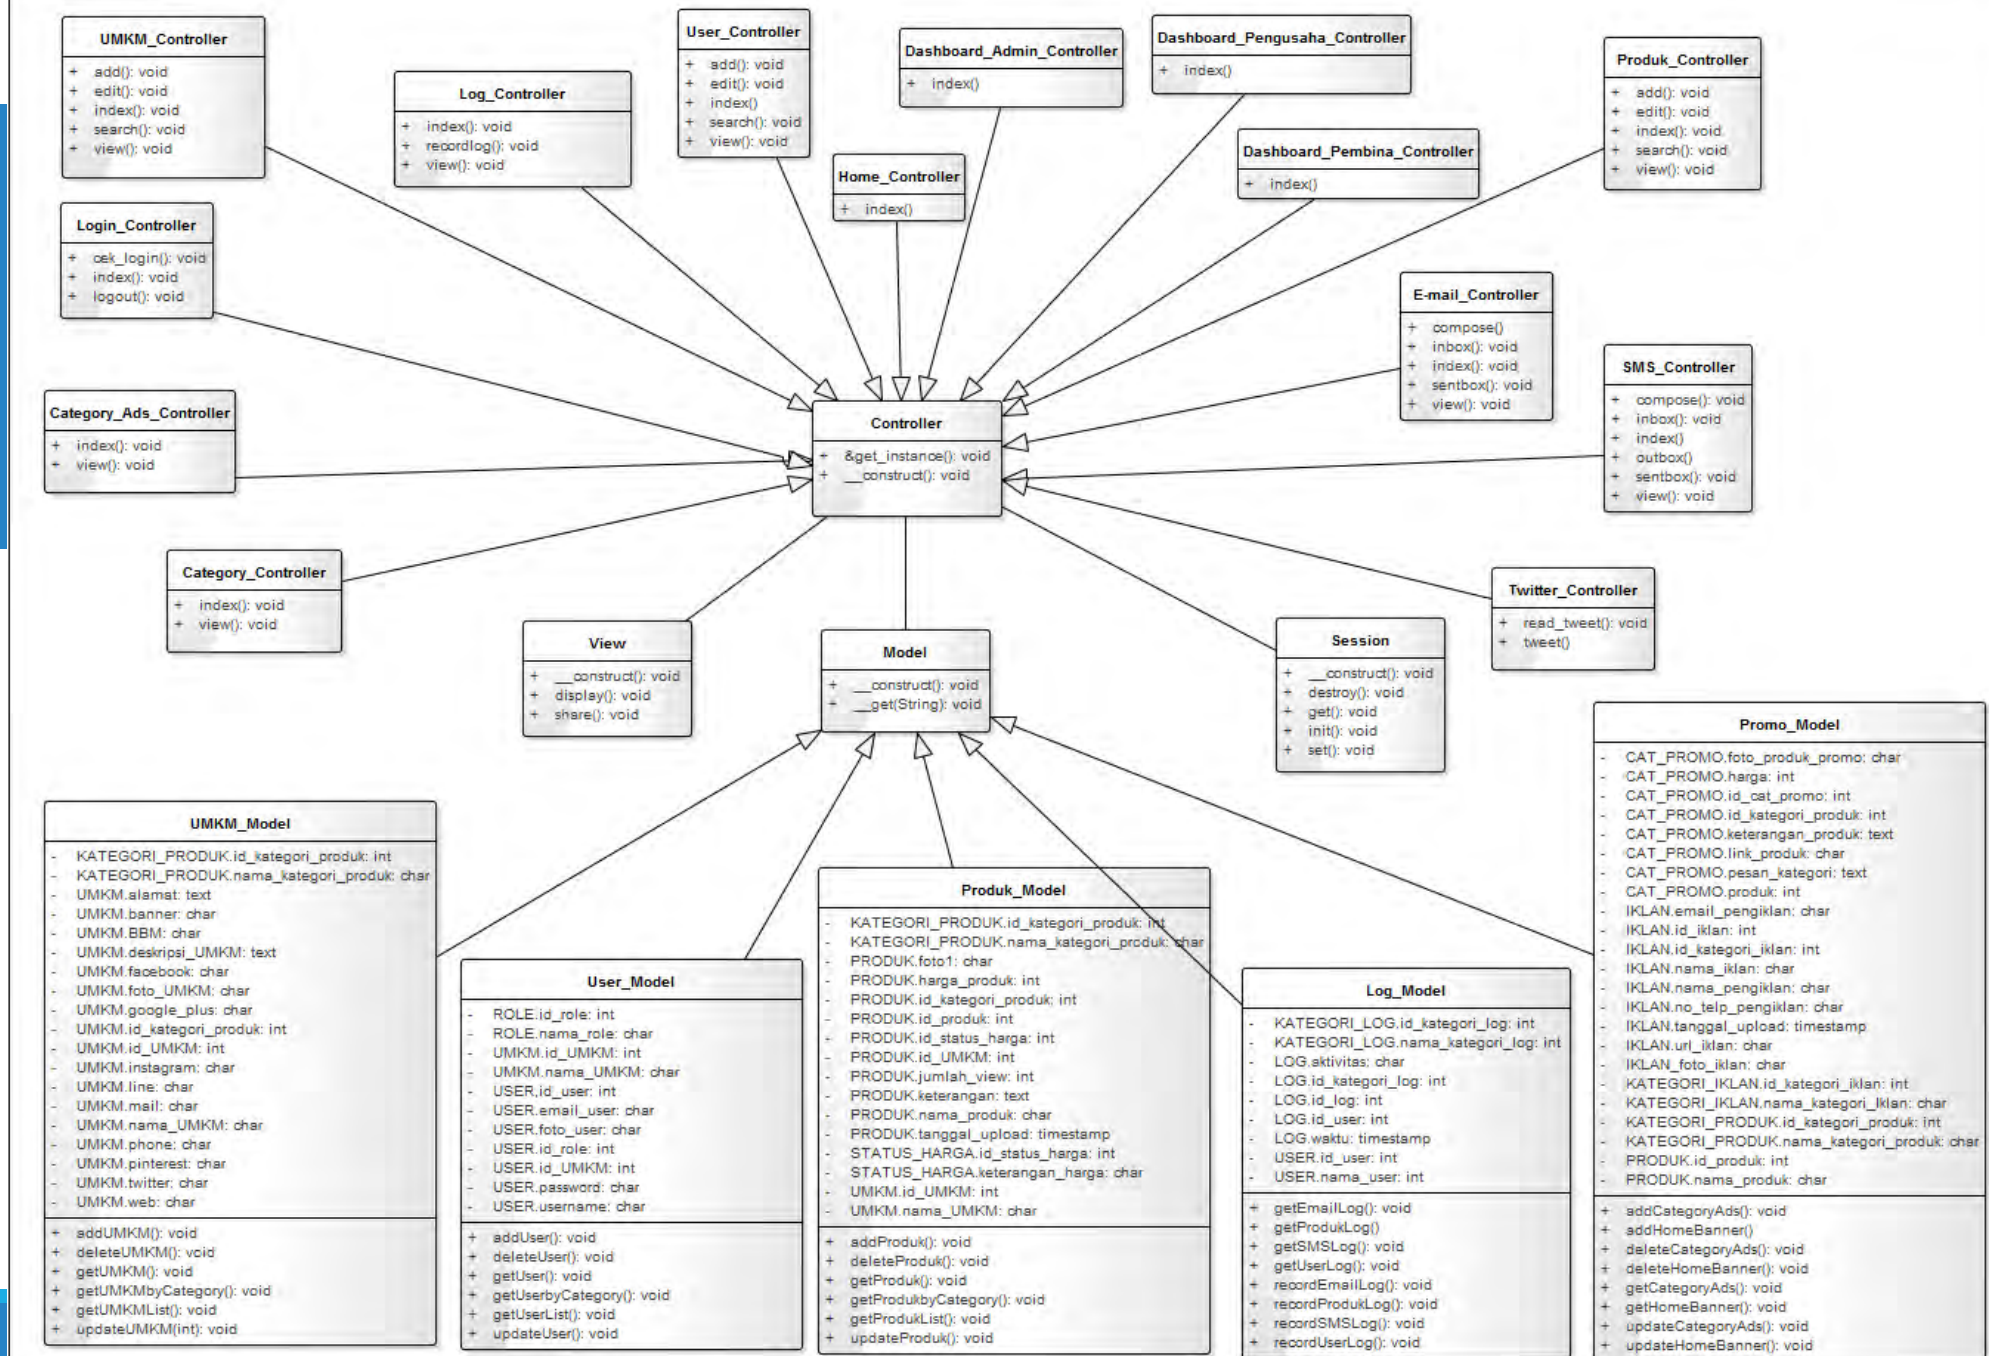 UMKM_Controller
+ add(): void
+ edit(): void
+ index(): void
+ search(): void
+ view(): void
Log_Controller
+ index(): void
+ recordlog(): void
+ view(): void
User_Controller
+ add(): void
+ edit(): void
+ index()
+ search(): void
+ view(): void
Dashboard_Admin_Controller
+ index()
Dashboard_Pengusaha_Controller
+ index()
Produk_Controller
+ add(): void
+ edit(): void
+ index(): void
+ search(): void
+ view(): void
Home_Controller
+ index()
Dashboard_Pembina_Controller
+ index()
Login_Controller
+ cek_login(): void
+ index(): void
+ logout(): void
E-mail_Controller
+ compose()
+ inbox(): void
+ index(): void
+ sentbox(): void
+ view(): void
SMS_Controller
+ compose(): void
+ inbox(): void
+ index()
+ outbox()
+ sentbox(): void
+ view(): void
Category_Ads_Controller
+ index(): void
+ view(): void
Controller
+ &get_instance(): void
+ __construct(): void
Category_Controller
+ index(): void
+ view(): void
Twitter_Controller
+ read_tweet(): void
+ tweet()
View
+ __construct(): void
+ display(): void
+ share(): void
Model
+ __construct(): void
+ __get(String): void
Session
+ __construct(): void
+ destroy(): void
+ get(): void
+ init(): void
+ set(): void
UMKM_Model
- KATEGORI_PRODUK.id_kategori_produk: int
- KATEGORI_PRODUK.nama_kategori_produk: char
- UMKM.alamat: text
- UMKM.banner: char
- UMKM.BBM: char
- UMKM.deskripsi_UMKM: text
- UMKM.facebook: char
- UMKM.foto_UMKM: char
- UMKM.google_plus: char
- UMKM.id_kategori_produk: int
- UMKM.id_UMKM: int
- UMKM.instagram: char
- UMKM.line: char
- UMKM.mail: char
- UMKM.nama_UMKM: char
- UMKM.phone: char
- UMKM.pinterest: char
- UMKM.twitter: char
- UMKM.web: char
+ addUMKM(): void
+ deleteUMKM(): void
+ getUMKM(): void
+ getUMKMbyCategory(): void
+ getUMKMList(): void
+ updateUMKM(int): void
User_Model
- ROLE.id_role: int
- ROLE.nama_role: char
- UMKM.id_UMKM: int
- UMKM.nama_UMKM: char
- USER,id_user: int
- USER.email_user: char
- USER.foto_user: char
- USER.id_role: int
- USER.id_UMKM: int
- USER.password: char
- USER.username: char
+ addUser(): void
+ deleteUser(): void
+ getUser(): void
+ getUserbyCategory(): void
+ getUserList(): void
+ updateUser(): void
Produk_Model
- KATEGORI_PRODUK.id_kategori_produk: int
- KATEGORI_PRODUK.nama_kategori_produk: char
- PRODUK.foto1: char
- PRODUK.harga_produk: int
- PRODUK.id_kategori_produk: int
- PRODUK.id_produk: int
- PRODUK.id_status_harga: int
- PRODUK.id_UMKM: int
- PRODUK.jumlah_view: int
- PRODUK.keterangan: text
- PRODUK.nama_produk: char
- PRODUK.tanggal_upload: timestamp
- STATUS_HARGA.id_status_harga: int
- STATUS_HARGA.keterangan_harga: char
- UMKM.id_UMKM: int
- UMKM.nama_UMKM: char
+ addProduk(): void
+ deleteProduk(): void
+ getProduk(): void
+ getProdukbyCategory(): void
+ getProdukList(): void
+ updateProduk(): void
Log_Model
- KATEGORI_LOG.id_kategori_log: int
- KATEGORI_LOG.nama_kategori_log: int
- LOG.aktivitas: char
- LOG.id_kategori_log: int
- LOG.id_log: int
- LOG.id_user: int
- LOG.waktu: timestamp
- USER.id_user: int
- USER.nama_user: int
+ getEmailLog(): void
+ getProdukLog()
+ getSMSLog(): void
+ getUserLog(): void
+ recordEmailLog(): void
+ recordProdukLog(): void
+ recordSMSLog(): void
+ recordUserLog(): void
Promo_Model
- CAT_PROMO.foto_produk_promo: char
- CAT_PROMO.harga: int
- CAT_PROMO.id_cat_promo: int
- CAT_PROMO.id_kategori_produk: int
- CAT_PROMO.keterangan_produk: text
- CAT_PROMO.link_produk: char
- CAT_PROMO.pesan_kategori: text
- CAT_PROMO.produk: int
- IKLAN.email_pengiklan: char
- IKLAN.id_iklan: int
- IKLAN.id_kategori_iklan: int
- IKLAN.nama_iklan: char
- IKLAN.nama_pengiklan: char
- IKLAN.no_telp_pengiklan: char
- IKLAN.tanggal_upload: timestamp
- IKLAN.url_iklan: char
- IKLAN_foto_iklan: char
- KATEGORI_IKLAN.id_kategori_iklan: int
- KATEGORI_IKLAN.nama_kategori_Iklan: char
- KATEGORI_PRODUK.id_kategori_produk: int
- KATEGORI_PRODUK.nama_kategori_produk: char
- PRODUK.id_produk: int
- PRODUK.nama_produk: char
+ addCategoryAds(): void
+ addHomeBanner()
+ deleteCategoryAds(): void
+ deleteHomeBanner(): void
+ getCategoryAds(): void
+ getHomeBanner(): void
+ updateCategoryAds(): void
+ updateHomeBanner(): void